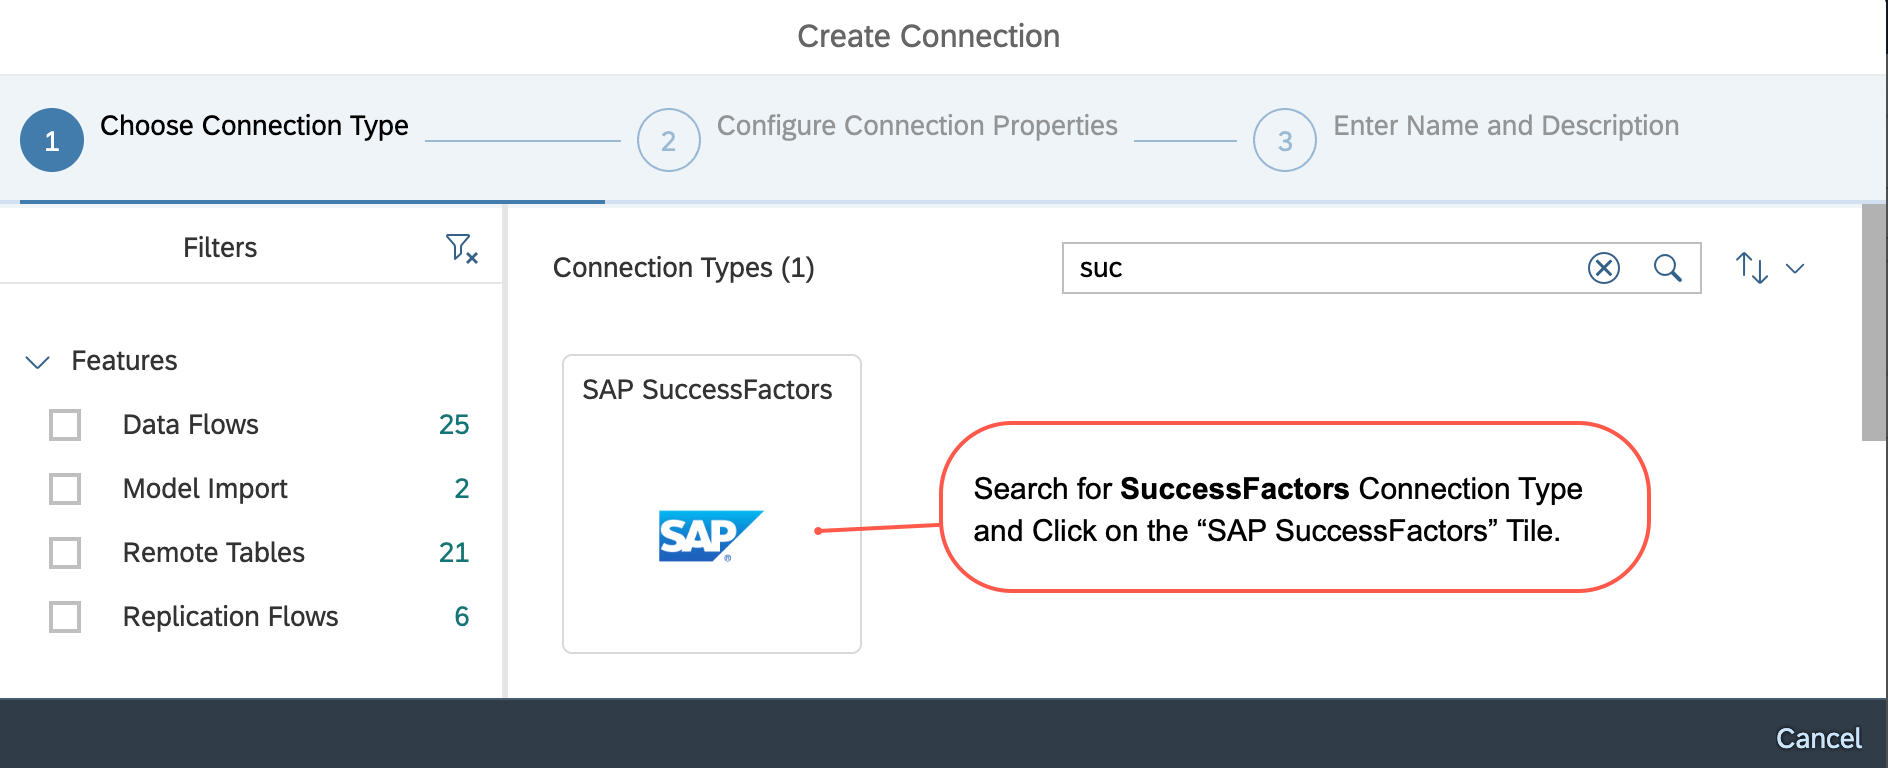 Create Connection
1 Choose Connection Type
2 Configure Connection Properties
3 Enter Name and Description
Filters
Connection Types (1)
suc
Features
Data Flows 25
Model Import 2
Remote Tables 21
Replication Flows 6
SAP SuccessFactors
SAP®
Search for SuccessFactors Connection Type
and Click on the “SAP SuccessFactors” Tile.
Cancel